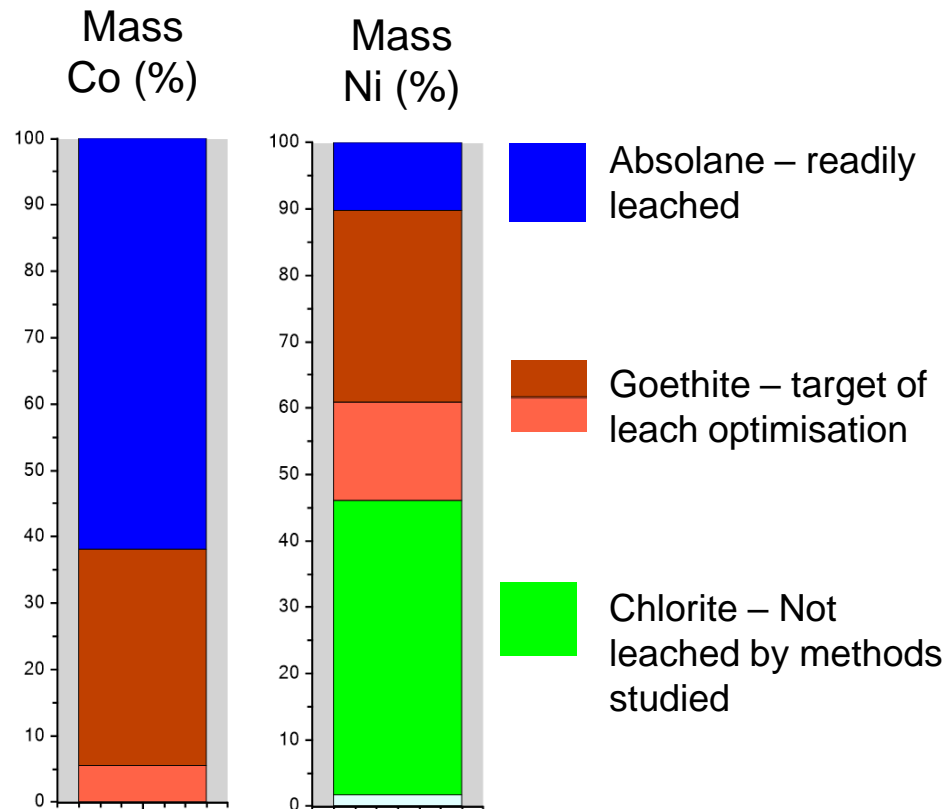 Mass
Co (%)
Mass
Ni (%)
100
90
80
70
60
50
40
30
20
10
0
100
90
80
70
60
50
40
30
20
10
0
Absolane – readily
leached
Goethite – target of
leach optimisation
Chlorite – Not
leached by methods
studied